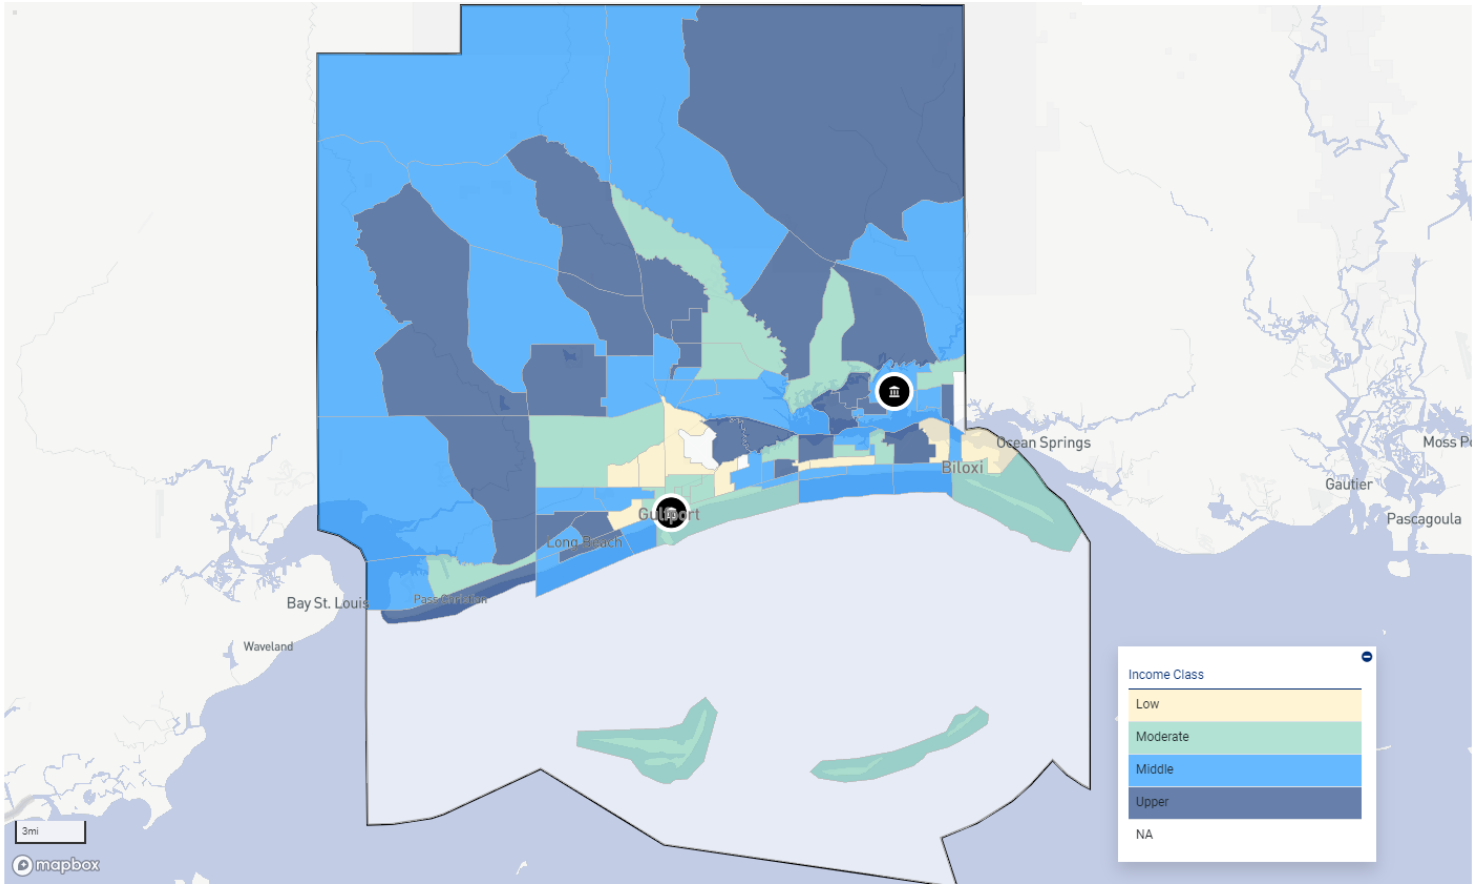 Ocean Springs
Moss Po
Biloxi
Gautier
Gulfport
Pascagoula
Long Beach
Bay St. Louis
Pass Christian
Waveland
Income Class
Low
Moderate
Middle
Upper
NA
3mi
mapbox